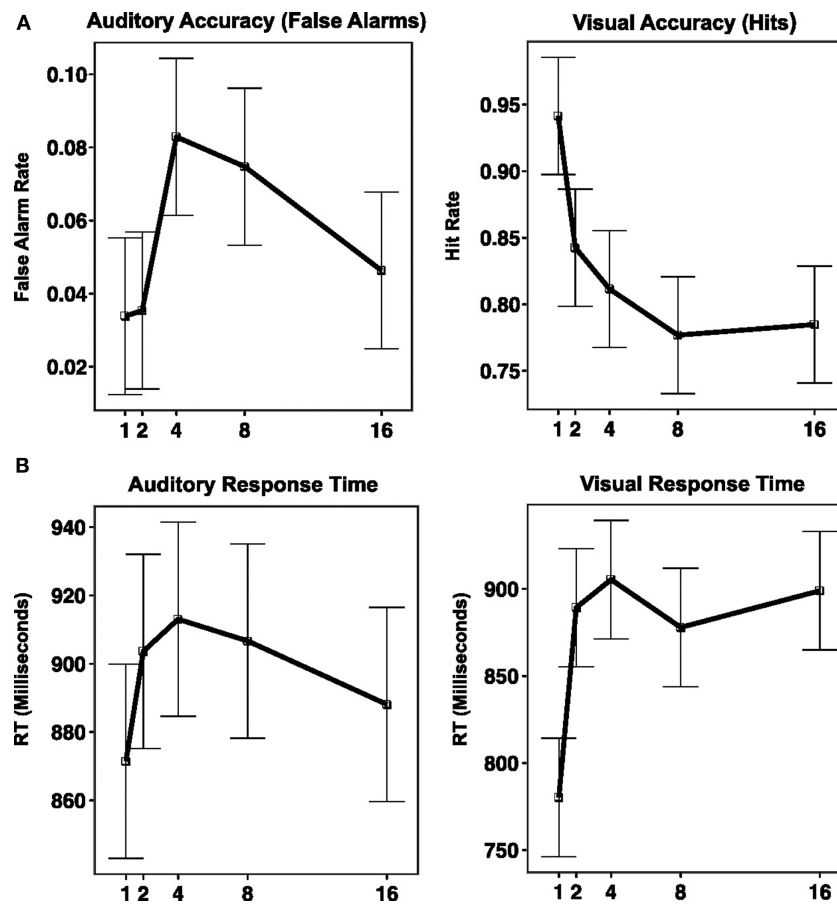 A
Auditory Accuracy (False Alarms)
False Alarm Rate
0.10
0.08
0.06
0.04
0.02
1 2 4 8 16
Visual Accuracy (Hits)
Hit Rate
0.95
0.90
0.85
0.80
0.75
1 2 4 8 16
B
Auditory Response Time
RT (Milliseconds)
940
920
900
880
860
1 2 4 8 16
Visual Response Time
RT (Milliseconds)
900
850
800
750
1 2 4 8 16